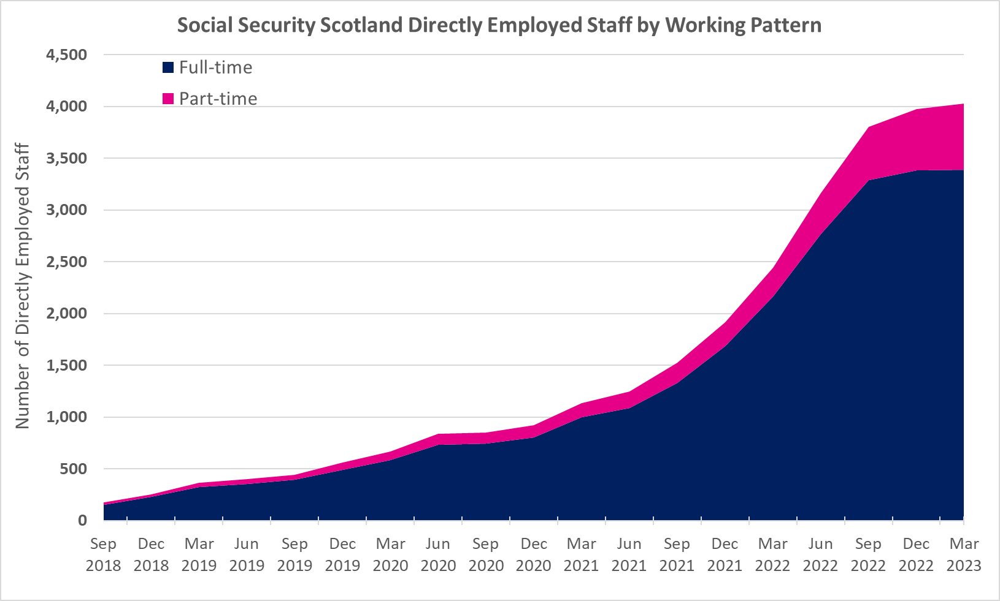 Social Security Scotland Directly Employed Staff by Working Pattern
4,500
Full-time
Part-time
4,000
3,500
3,000
2,500
2,000
1,500
1,000
500
0
Number of Directly Employed Staff
Sep Dec Mar Jun Sep Dec Mar Jun Sep Dec Mar Jun Sep Dec Mar Jun Sep Dec Mar
2018 2018 2019 2019 2019 2019 2020 2020 2020 2020 2021 2021 2021 2021 2022 2022 2022 2022 2023